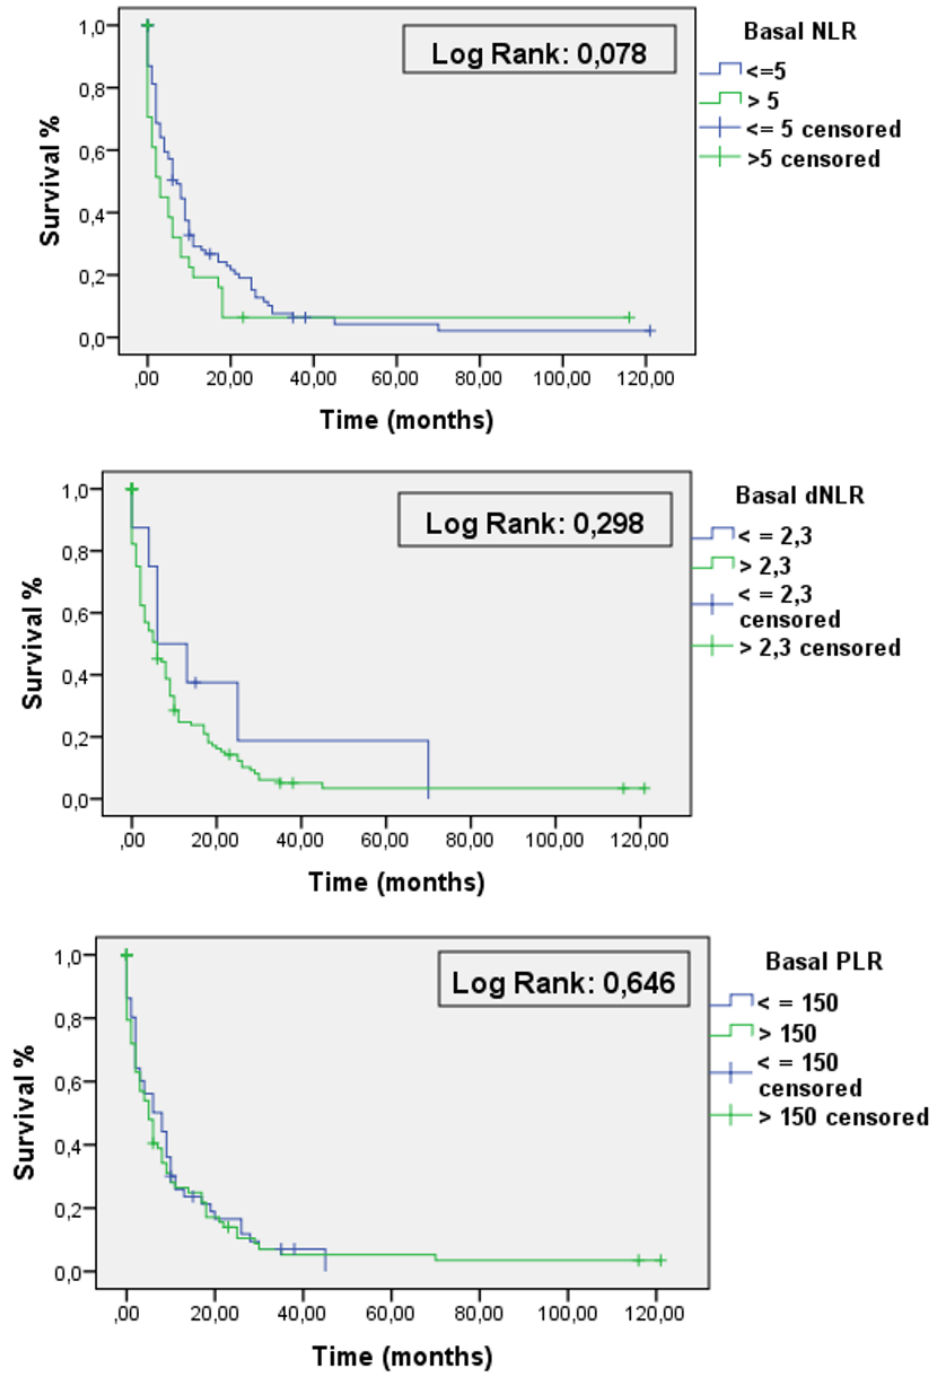 Log Rank: 0,078
Basal NLR
<=5
> 5
<= 5 censored
>5 censored
Survival %
1,0
0,8
0,6
0,4
0,2
0,0
,00 20,00 40,00 60,00 80,00 100,00 120,00
Time (months)
Log Rank: 0,298
Basal dNLR
< = 2,3
> 2,3
< = 2,3
censored
> 2,3 censored
Survival %
1,0
0,8
0,6
0,4
0,2
0,0
,00 20,00 40,00 60,00 80,00 100,00 120,00
Time (months)
Log Rank: 0,646
Basal PLR
< = 150
> 150
< = 150
censored
> 150 censored
Survival %
1,0
0,8
0,6
0,4
0,2
0,0
,00 20,00 40,00 60,00 80,00 100,00 120,00
Time (months)